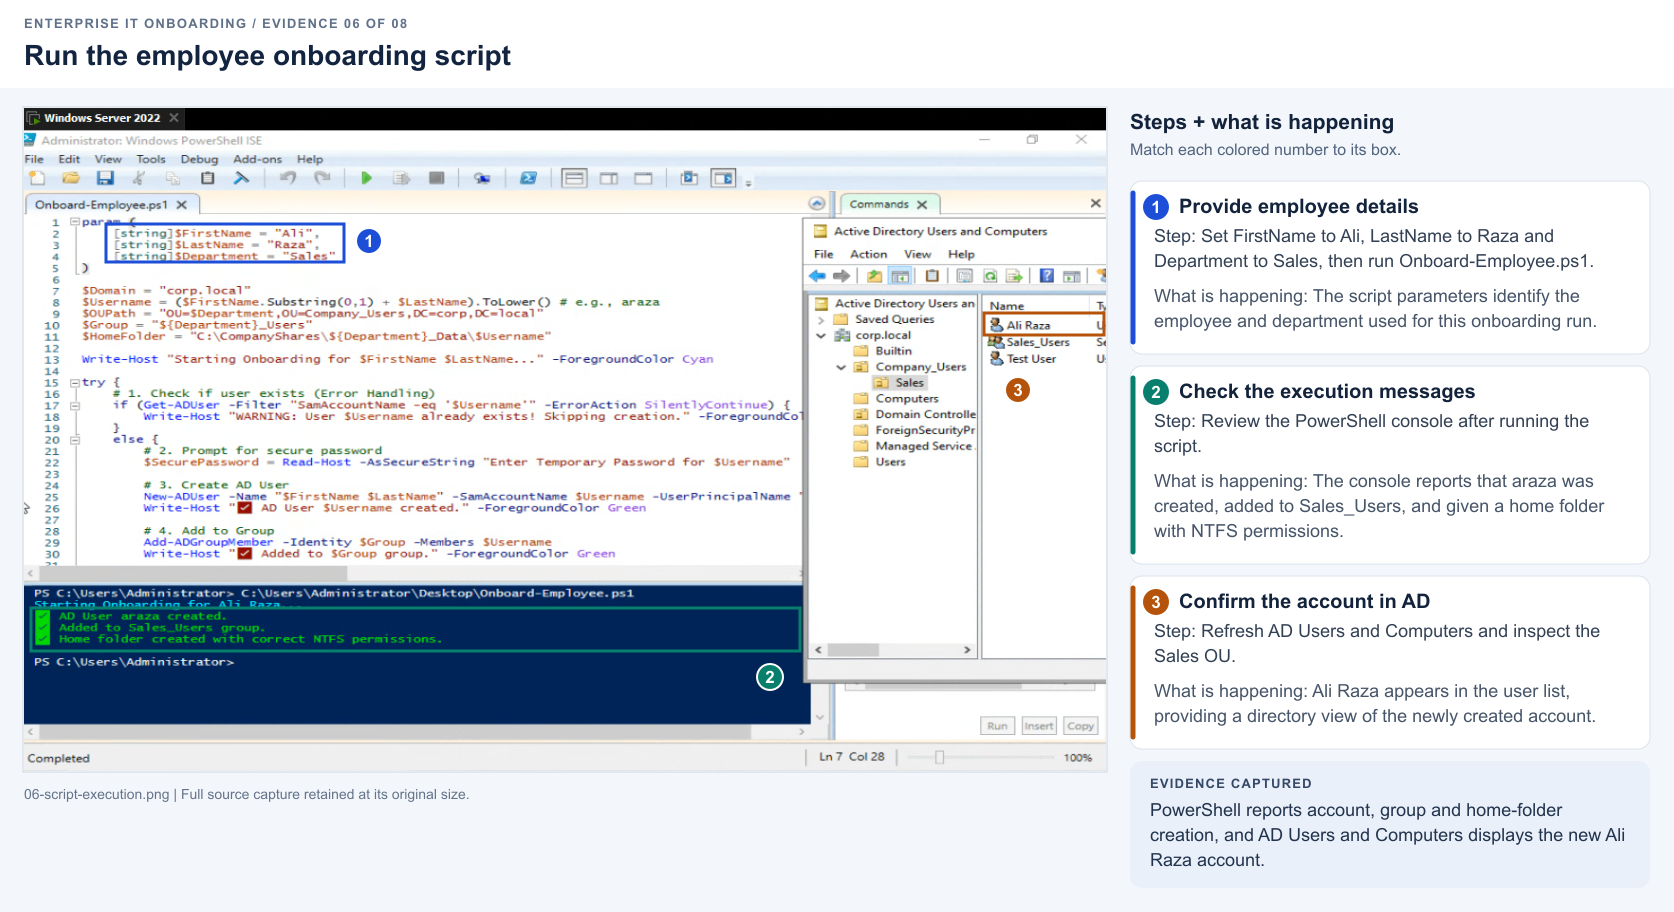 ENTERPRISE IT ONBOARDING / EVIDENCE 06 OF 08
Run the employee onboarding script
Windows Server 2022
Administrator: Windows PowerShell ISE
File Edit View Tools Debug Add-ons Help
Onboard-Employee.ps1
1 param (
2 [string]$FirstName = "Ali",
3 [string]$LastName = "Raza",
4 [string]$Department = "Sales"
5 )
6
7 $Domain = "corp.local"
8 $Username = ($FirstName.Substring(0,1) + $LastName).ToLower() # e.g., araza
9 $OUPath = "OU=$Department,OU=Company_Users,DC=corp,DC=local"
10 $Group = "${Department}_Users"
11 $HomeFolder = "C:\CompanyShares\${Department}_Data\$Username"
12
13 Write-Host "Starting Onboarding for $FirstName $LastName..." -ForegroundColor Cyan
14
15 try {
16 # 1. Check if user exists (Error Handling)
17 if (Get-ADUser -Filter "SamAccountName -eq '$Username'" -ErrorAction SilentlyContinue) {
18 Write-Host "WARNING: User $Username already exists! Skipping creation." -ForegroundCol
19 }
20 else {
21 # 2. Prompt for secure password
22 $SecurePassword = Read-Host -AsSecureString "Enter Temporary Password for $Username"
23
24 # 3. Create AD User
25 New-ADUser -Name "$FirstName $LastName" -SamAccountName $Username -UserPrincipalName "
26 Write-Host "✅ AD User $Username created." -ForegroundColor Green
27
28 # 4. Add to Group
29 Add-ADGroupMember -Identity $Group -Members $Username
30 Write-Host "✅ Added to $Group group." -ForegroundColor Green
1
PS C:\Users\Administrator> C:\Users\Administrator\Desktop\Onboard-Employee.ps1
Starting Onboarding for Ali Raza...
AD User araza created.
Added to Sales_Users group.
Home folder created with correct NTFS permissions.
PS C:\Users\Administrator>
2
Completed
Ln 7 Col 28
100%
Commands
Active Directory Users and Computers
File Action View Help
Active Directory Users an
Saved Queries
corp.local
Builtin
Company_Users
Sales
Computers
Domain Controlle
ForeignSecurityPr
Managed Service
Users
Name
Ali Raza U
Sales_Users Se
Test User U
3
Run Insert Copy
06-script-execution.png | Full source capture retained at its original size.
Steps + what is happening
Match each colored number to its box.
1 Provide employee details
Step: Set FirstName to Ali, LastName to Raza and
Department to Sales, then run Onboard-Employee.ps1.
What is happening: The script parameters identify the
employee and department used for this onboarding run.
2 Check the execution messages
Step: Review the PowerShell console after running the
script.
What is happening: The console reports that araza was
created, added to Sales_Users, and given a home folder
with NTFS permissions.
3 Confirm the account in AD
Step: Refresh AD Users and Computers and inspect the
Sales OU.
What is happening: Ali Raza appears in the user list,
providing a directory view of the newly created account.
EVIDENCE CAPTURED
PowerShell reports account, group and home-folder
creation, and AD Users and Computers displays the new Ali
Raza account.